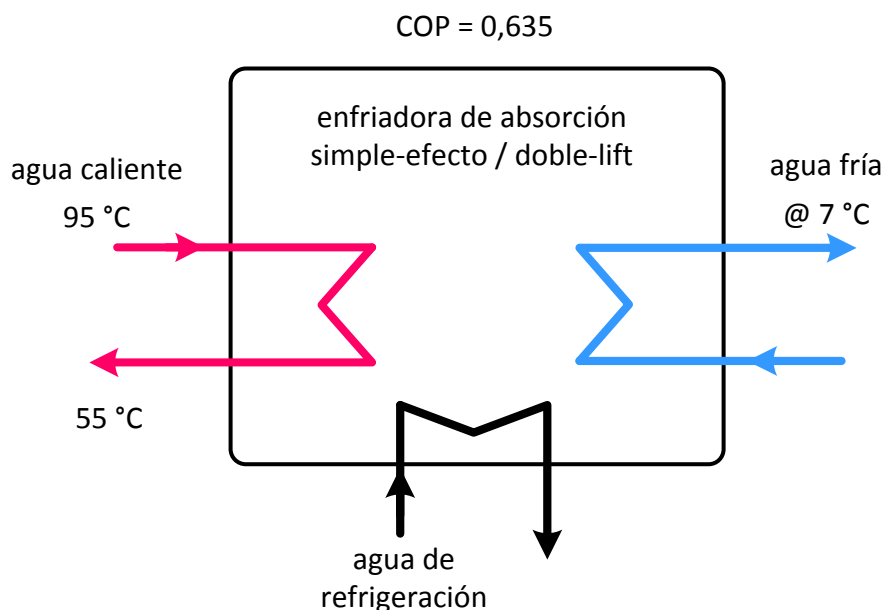 COP = 0,635
enfriadora de absorción
simple-efecto / doble-lift
agua caliente
95 °C
agua fría
@ 7 °C
55 °C
agua de
refrigeración